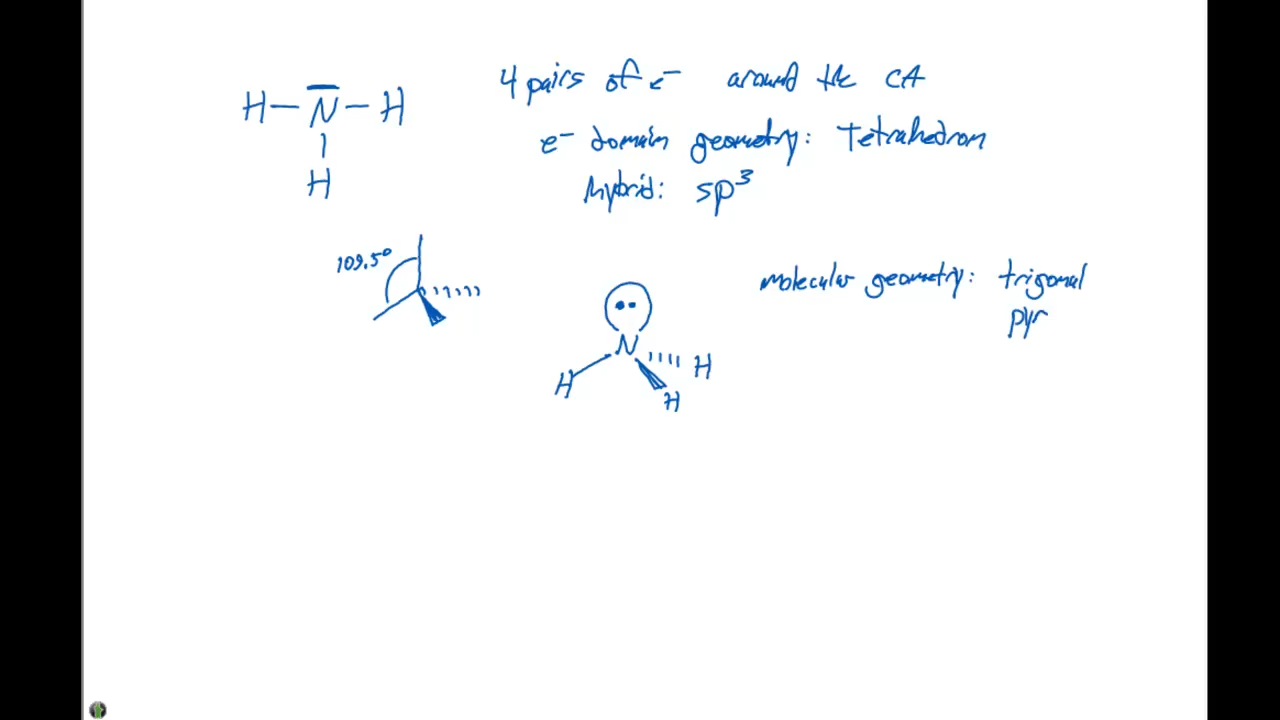 H—N̅—H
4 pairs of e⁻ around the CA
e⁻ domain geometry: Tetrahedron
H
hybrid: sp³
109.5°
molecular geometry: trigonal
pyr
N
H
H
H